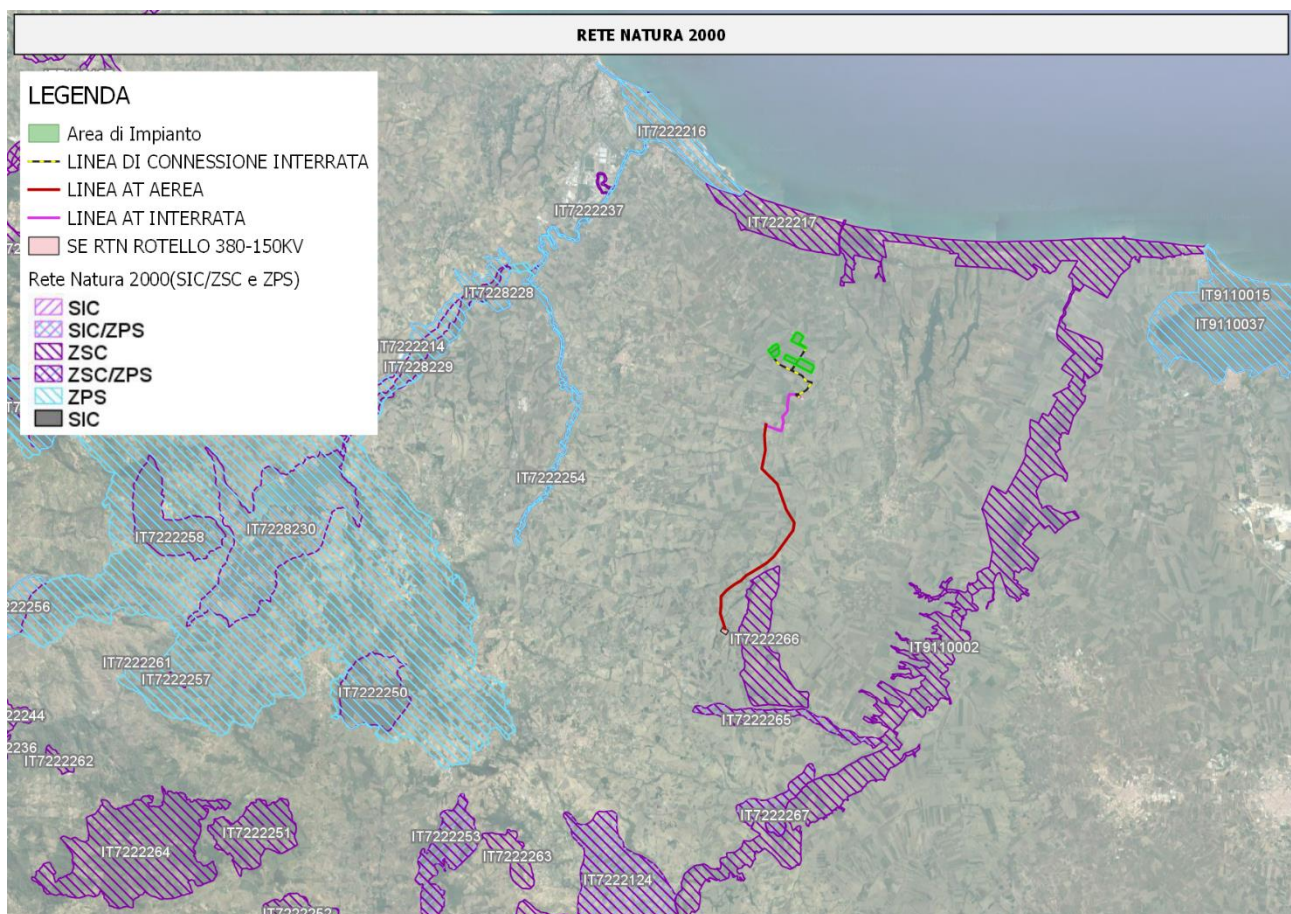 RETE NATURA 2000
LEGENDA
Area di Impianto
LINEA DI CONNESSIONE INTERRATA
LINEA AT AEREA
LINEA AT INTERRATA
SE RTN ROTELLO 380-150KV
Rete Natura 2000(SIC/ZSC e ZPS)
SIC
SIC/ZPS
ZSC
ZSC/ZPS
ZPS
SIC
IT7222216
IT7222237
IT7222217
IT7228228
IT9110015
IT9110037
IT7222214
IT7228229
IT7222254
IT7228230
IT7222258
222256
IT7222266
IT9110002
IT7222261
IT7222257
IT7222250
22244
IT7222265
2236
IT7222262
IT7222267
IT7222251
IT7222253
IT7222264
IT7222263
IT7222124